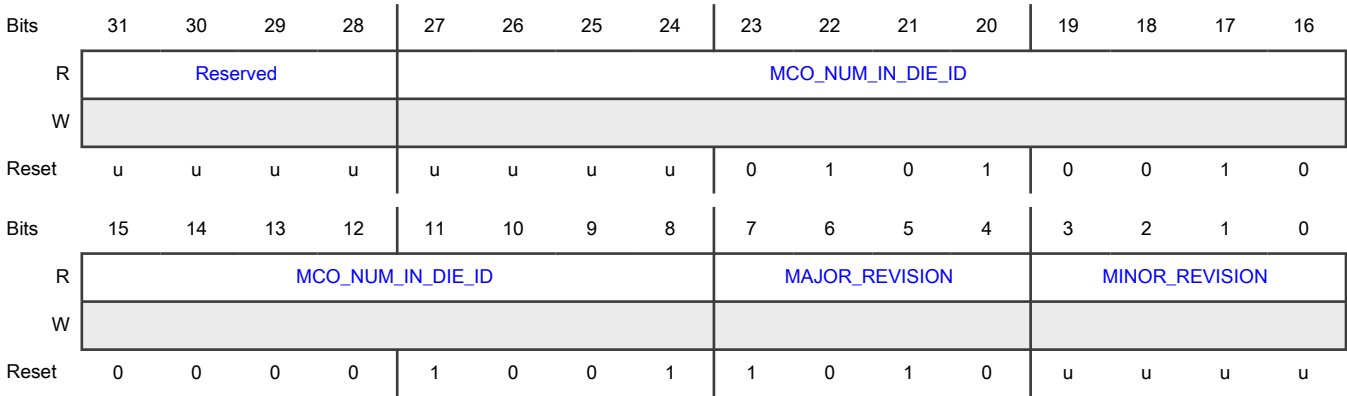 Bits 31 30 29 28 27 26 25 24 23 22 21 20 19 18 17 16
R Reserved MCO_NUM_IN_DIE_ID
W
Reset u u u u u u u u 0 1 0 1 0 0 1 0
Bits 15 14 13 12 11 10 9 8 7 6 5 4 3 2 1 0
R MCO_NUM_IN_DIE_ID MAJOR_REVISION MINOR_REVISION
W
Reset 0 0 0 0 1 0 0 1 1 0 1 0 u u u u